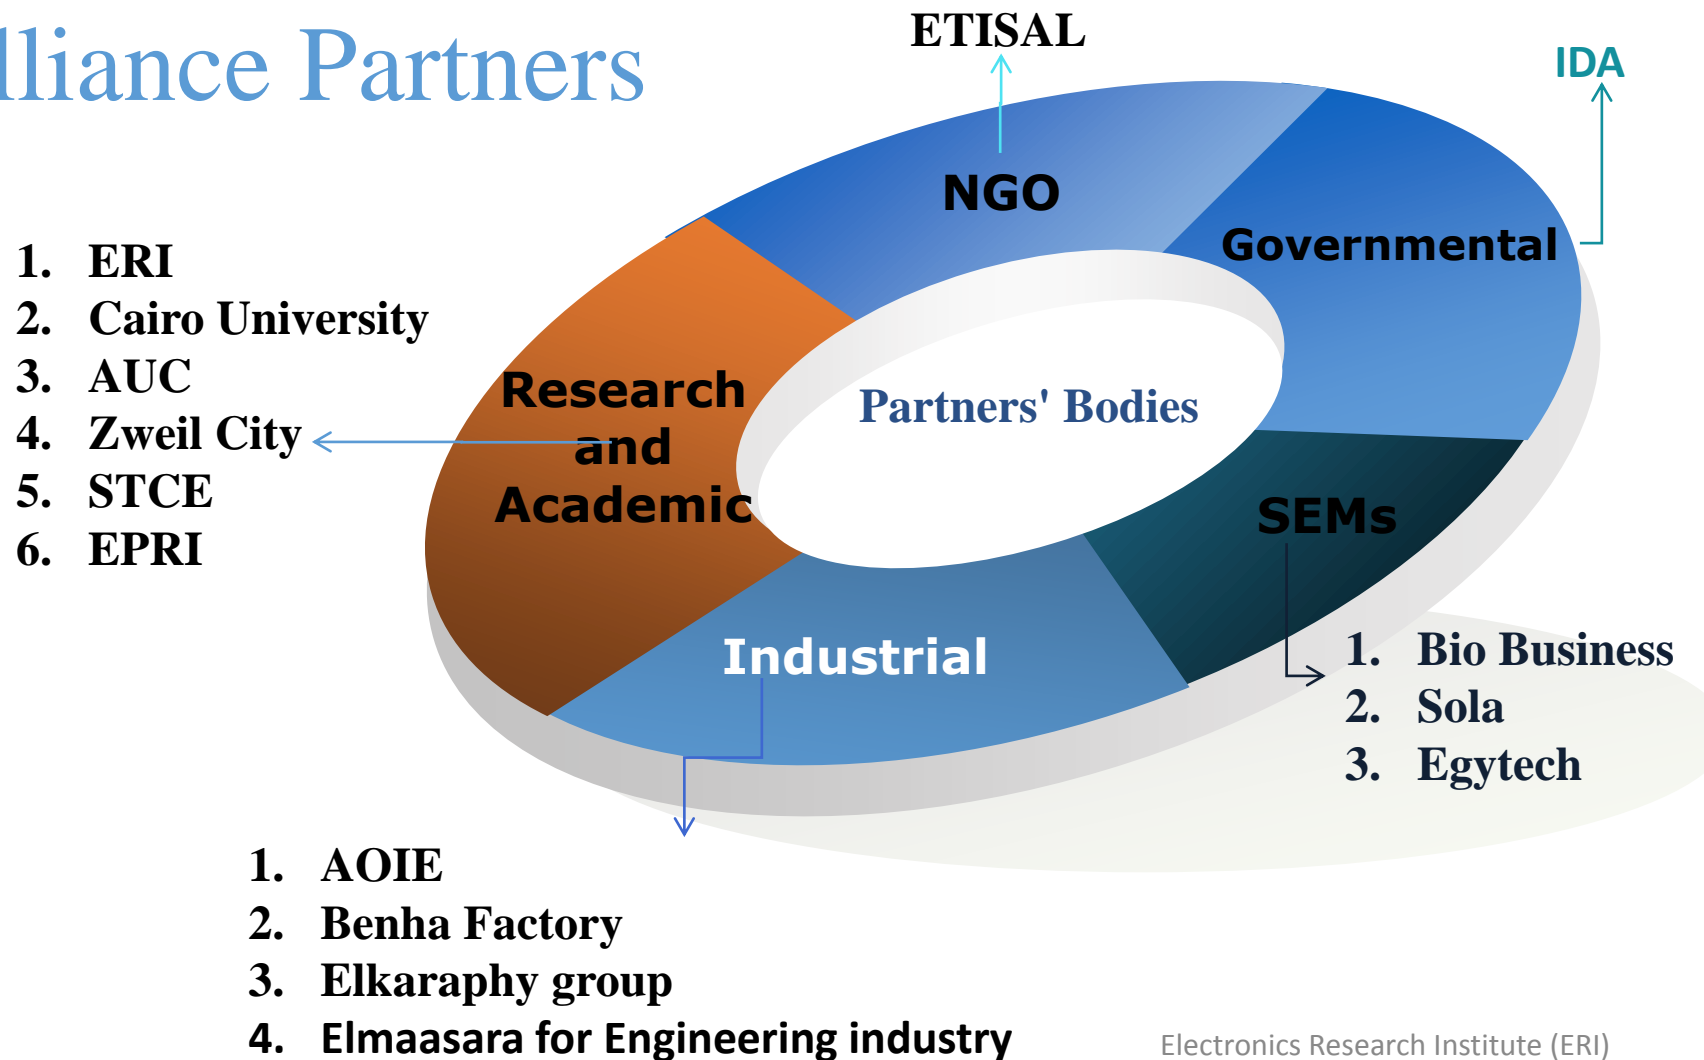 lliance Partners
ETISAL
IDA
NGO
Governmental
1. ERI
2. Cairo University
3. AUC
4. Zweil City
5. STCE
6. EPRI
Research
and
Academic
Partners' Bodies
SEMs
Industrial
1. Bio Business
2. Sola
3. Egytech
1. AOIE
2. Benha Factory
3. Elkaraphy group
4. Elmaasara for Engineering industry
Electronics Research Institute (ERI)